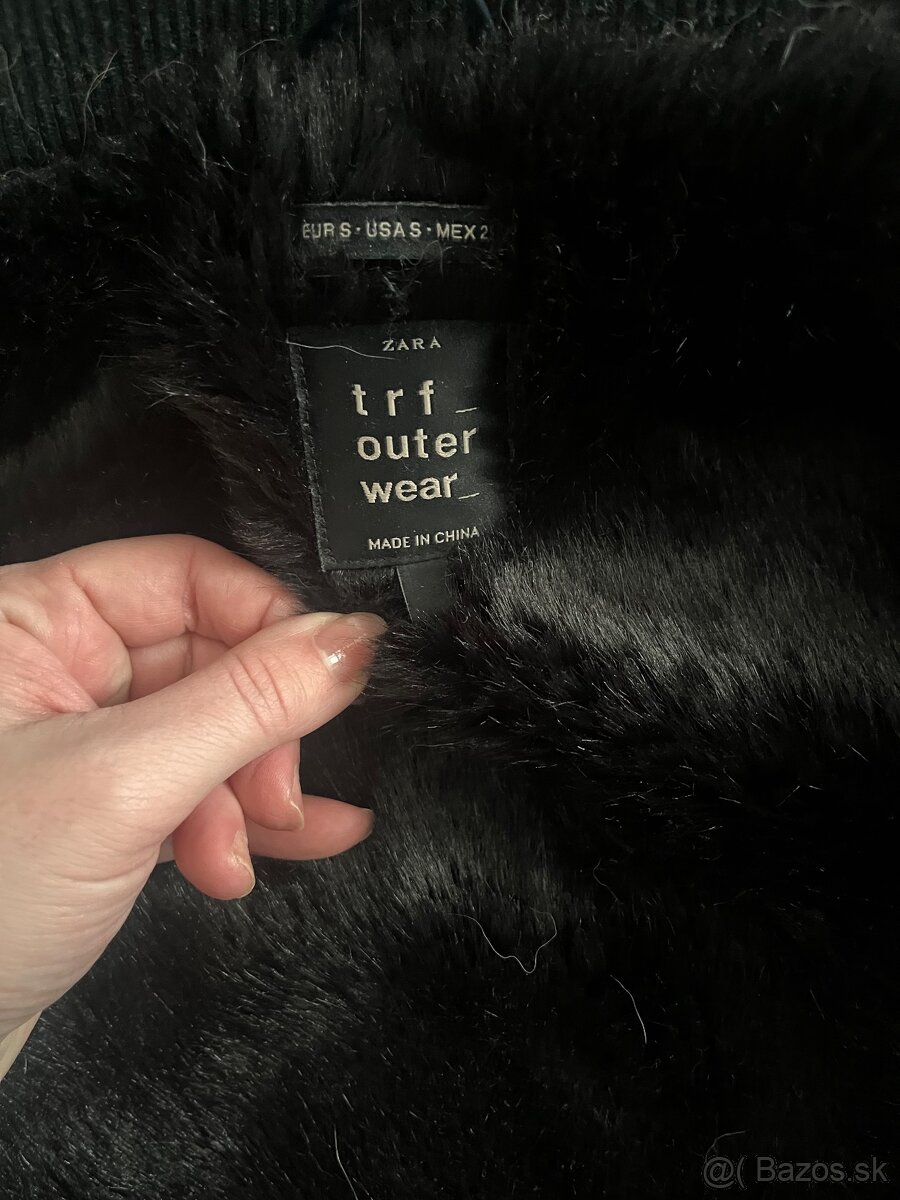 EUR S · USA S · MEX 2
ZARA
trf_
outer
wear_
MADE IN CHINA
@( Bazos.sk